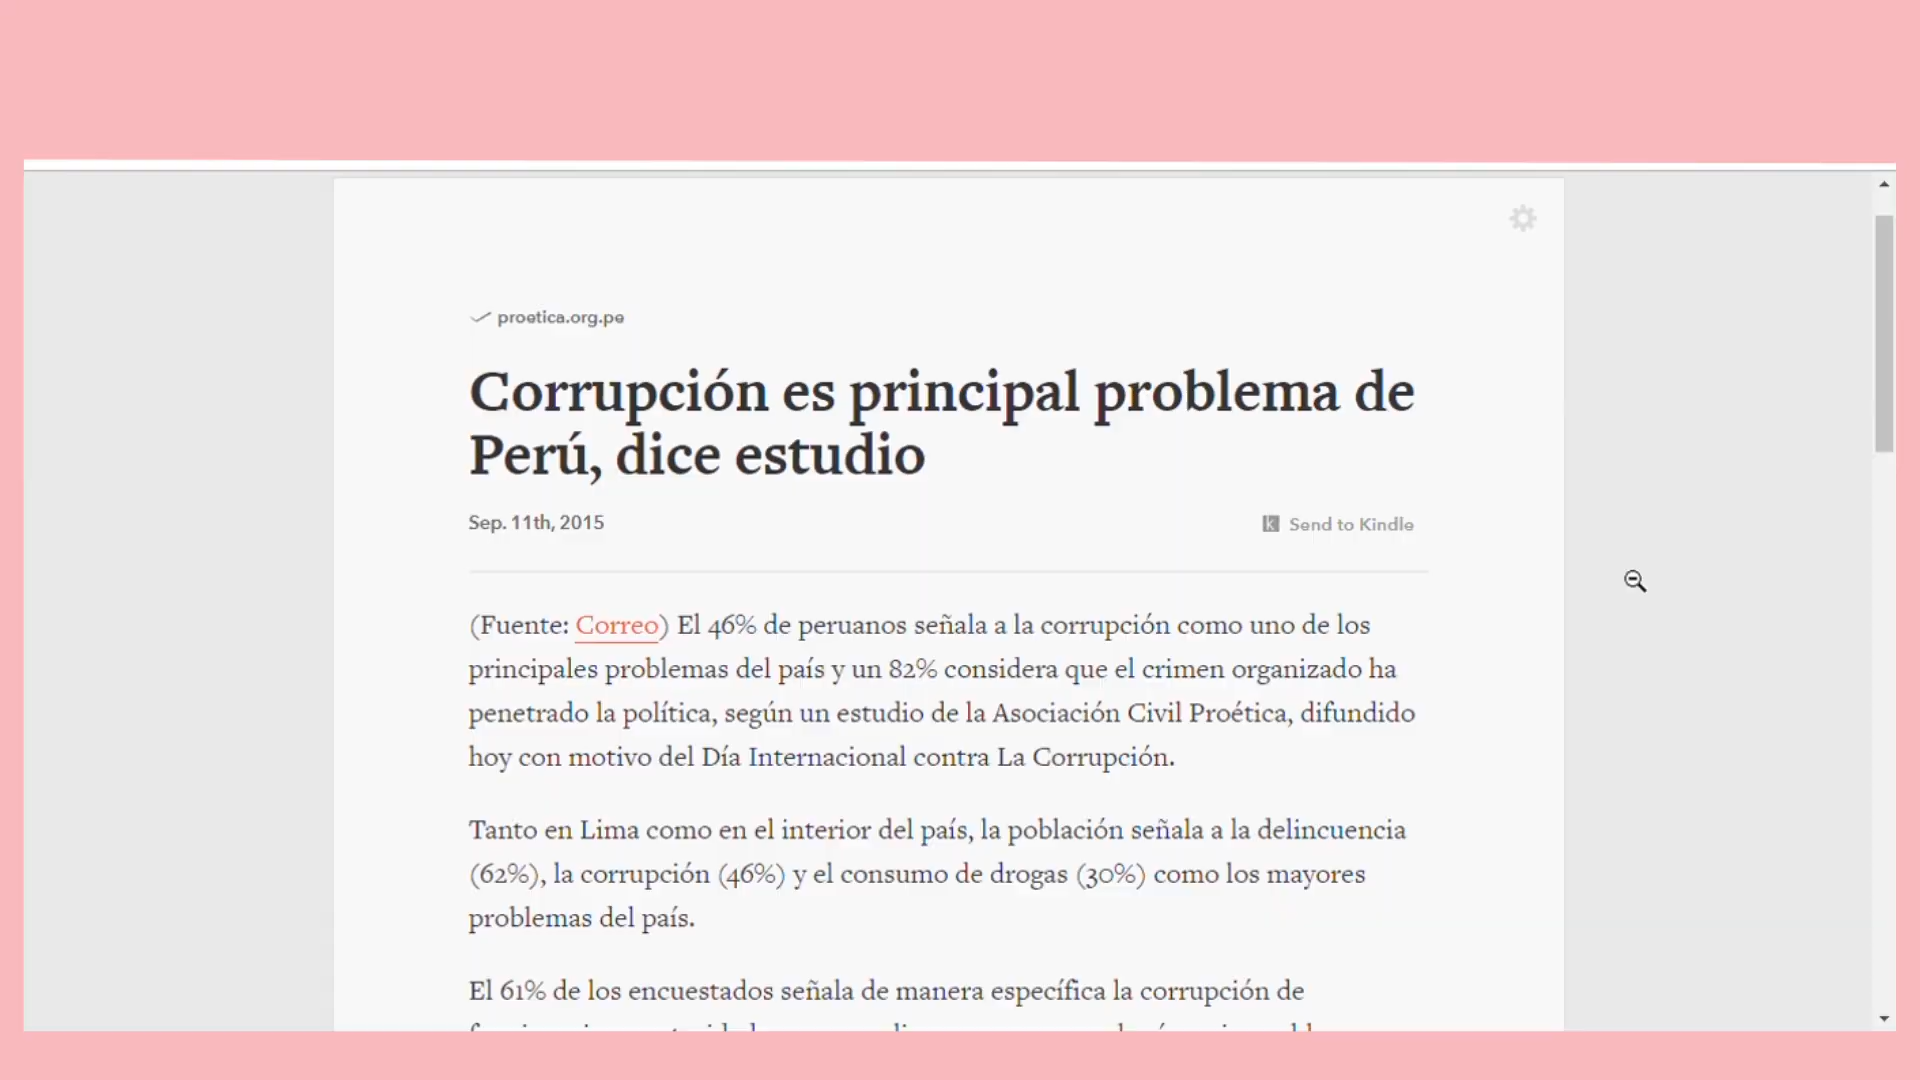 proetica.org.pe
Corrupción es principal problema de
Perú, dice estudio
Sep. 11th, 2015
Send to Kindle
(Fuente: Correo) El 46% de peruanos señala a la corrupción como uno de los
principales problemas del país y un 82% considera que el crimen organizado ha
penetrado la política, según un estudio de la Asociación Civil Proética, difundido
hoy con motivo del Día Internacional contra La Corrupción.
Tanto en Lima como en el interior del país, la población señala a la delincuencia
(62%), la corrupción (46%) y el consumo de drogas (30%) como los mayores
problemas del país.
El 61% de los encuestados señala de manera específica la corrupción de